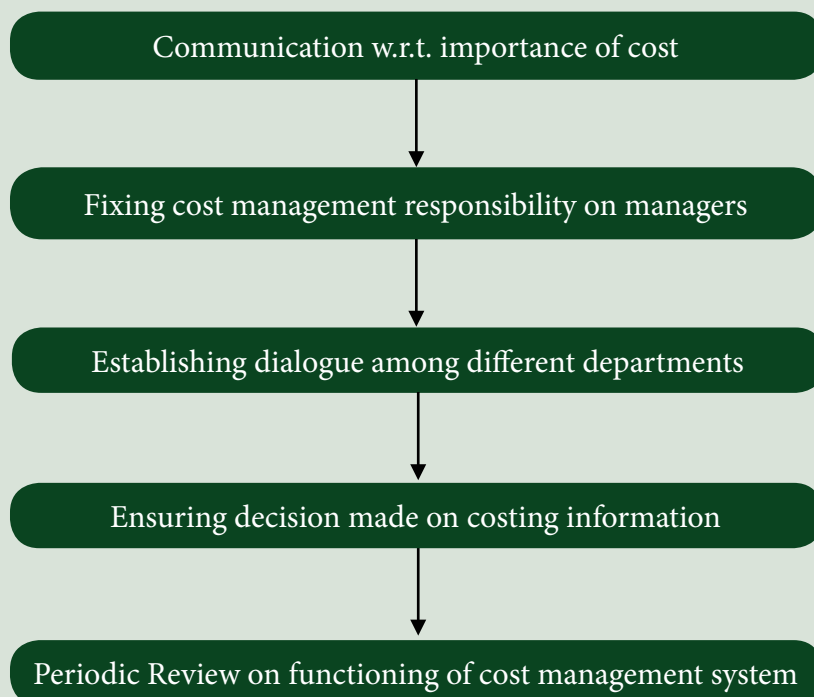 Communication w.r.t. importance of cost
Fixing cost management responsibility on managers
Establishing dialogue among different departments
Ensuring decision made on costing information
Periodic Review on functioning of cost management system